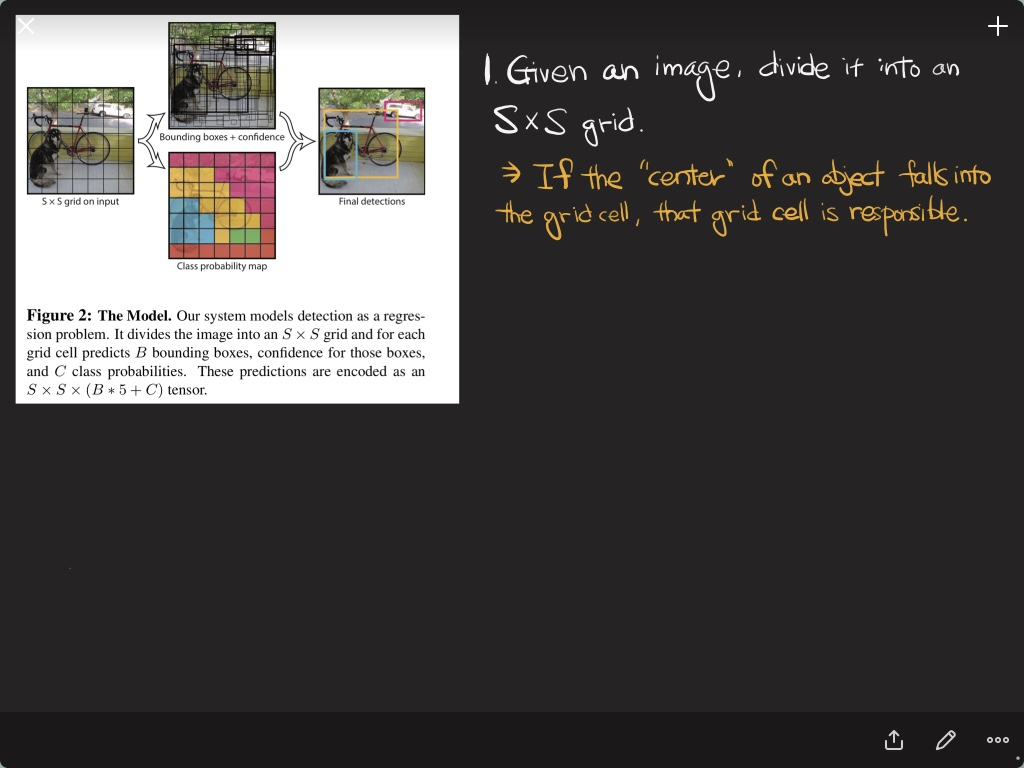 Bounding boxes + confidence
S × S grid on input
Final detections
Class probability map
Figure 2: The Model. Our system models detection as a regres-
sion problem. It divides the image into an S × S grid and for each
grid cell predicts B bounding boxes, confidence for those boxes,
and C class probabilities. These predictions are encoded as an
S × S × (B ∗ 5 + C) tensor.
1. Given an image, divide it into an
S×S grid.
→ If the "center" of an object falls into
the grid cell, that grid cell is responsible.